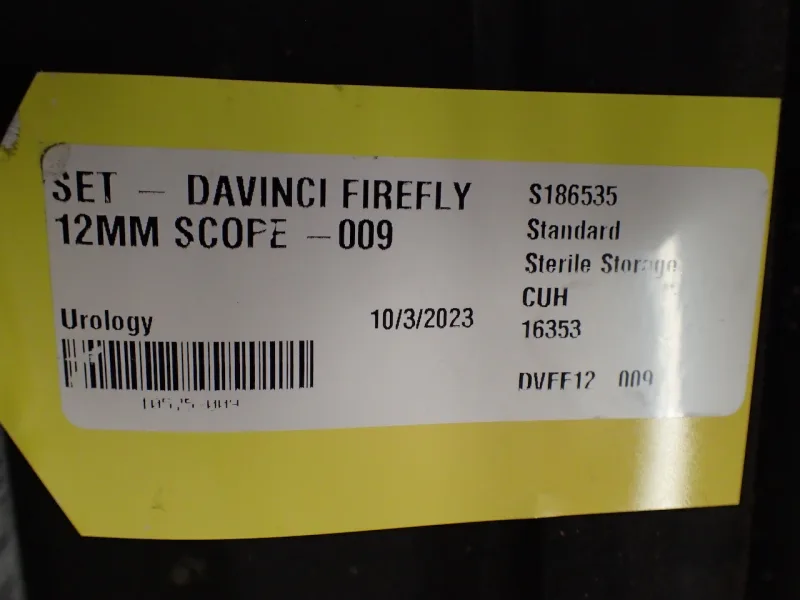 SET - DAVINCI FIREFLY
12MM SCOPE -009
Urology
10/3/2023
S186535
Standard
Sterile Storage
CUH
16353
DVFF12 009